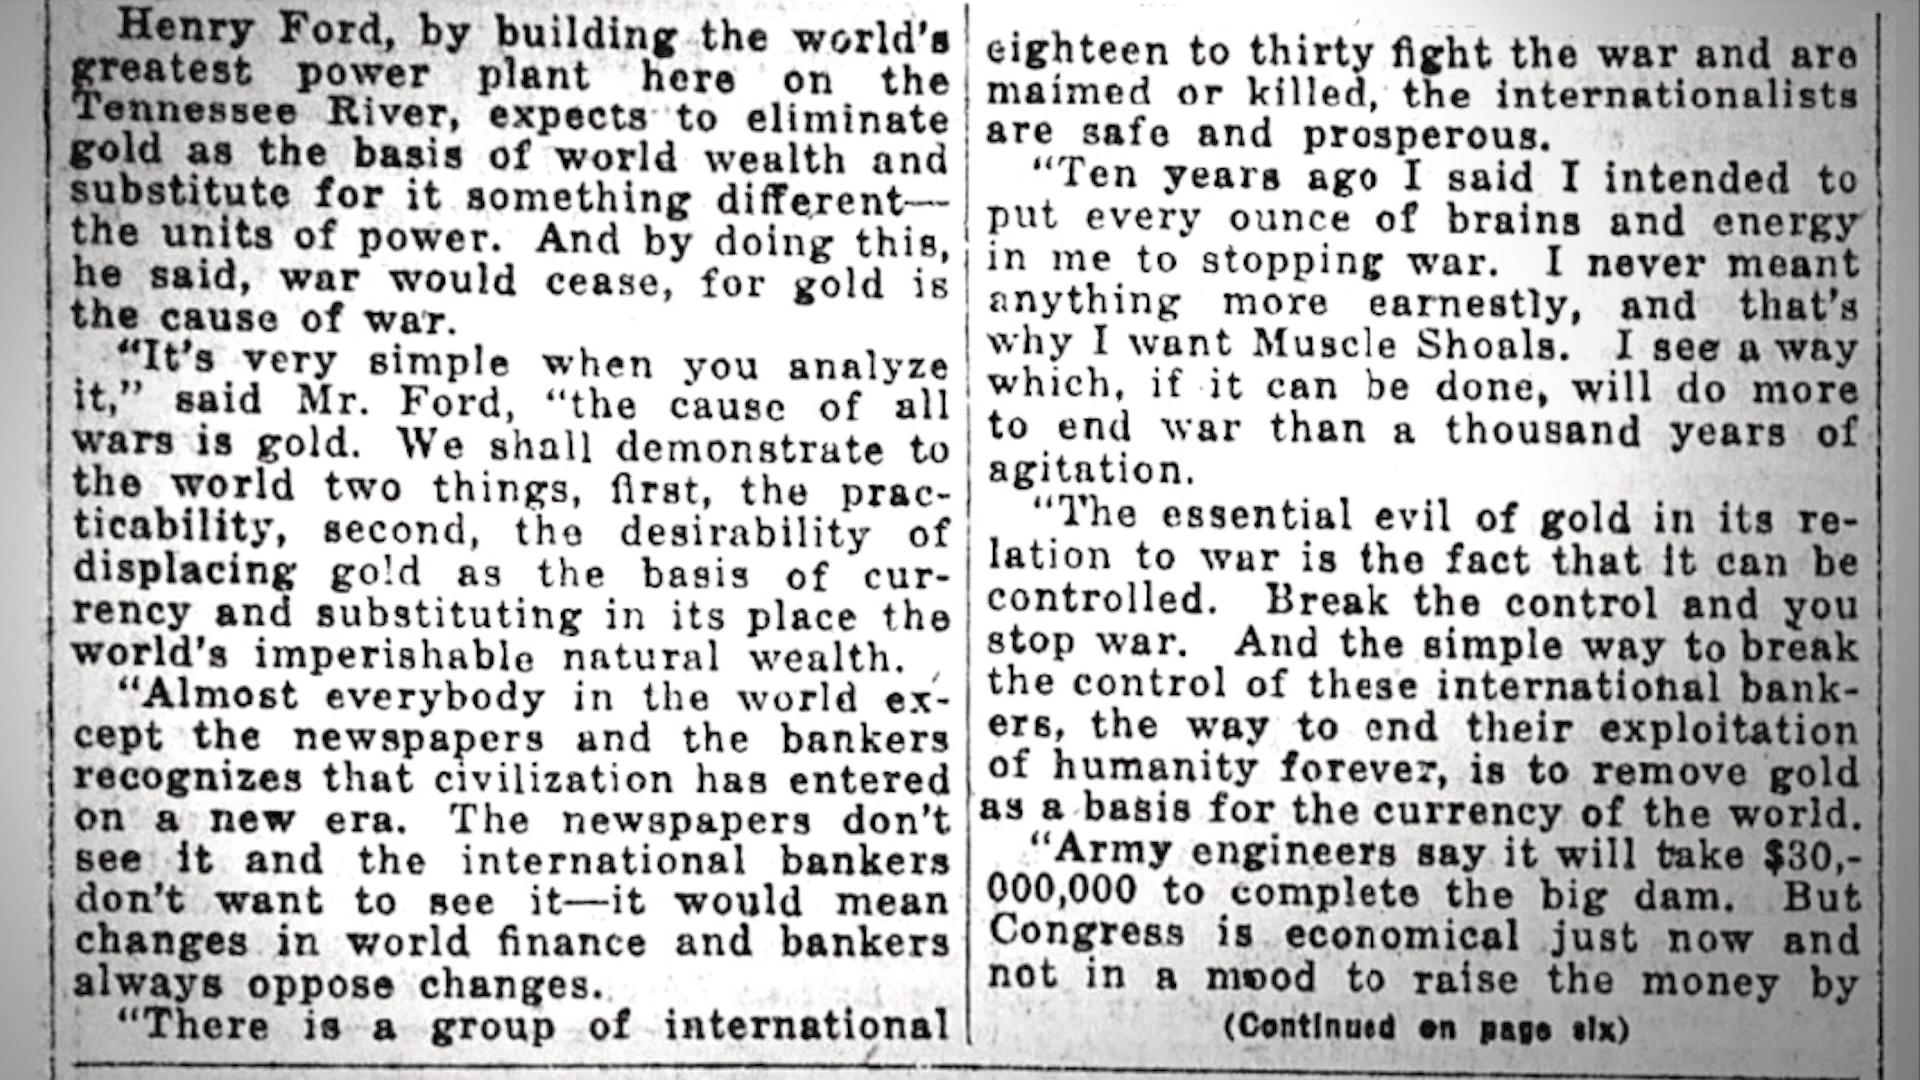 Henry Ford, by building the world's
greatest power plant here on the
Tennessee River, expects to eliminate
gold as the basis of world wealth and
substitute for it something different—
the units of power. And by doing this,
he said, war would cease, for gold is
the cause of war.
"It's very simple when you analyze
it," said Mr. Ford, "the cause of all
wars is gold. We shall demonstrate to
the world two things, first, the prac-
ticability, second, the desirability of
displacing gold as the basis of cur-
rency and substituting in its place the
world's imperishable natural wealth.
"Almost everybody in the world ex-
cept the newspapers and the bankers
recognizes that civilization has entered
on a new era. The newspapers don't
see it and the international bankers
don't want to see it—it would mean
changes in world finance and bankers
always oppose changes.
"There is a group of international
eighteen to thirty fight the war and are
maimed or killed, the internationalists
are safe and prosperous.
"Ten years ago I said I intended to
put every ounce of brains and energy
in me to stopping war. I never meant
anything more earnestly, and that's
why I want Muscle Shoals. I see a way
which, if it can be done, will do more
to end war than a thousand years of
agitation.
"The essential evil of gold in its re-
lation to war is the fact that it can be
controlled. Break the control and you
stop war. And the simple way to break
the control of these international bank-
ers, the way to end their exploitation
of humanity forever, is to remove gold
as a basis for the currency of the world.
"Army engineers say it will take $30,-
000,000 to complete the big dam. But
Congress is economical just now and
not in a mood to raise the money by
(Continued on page six)